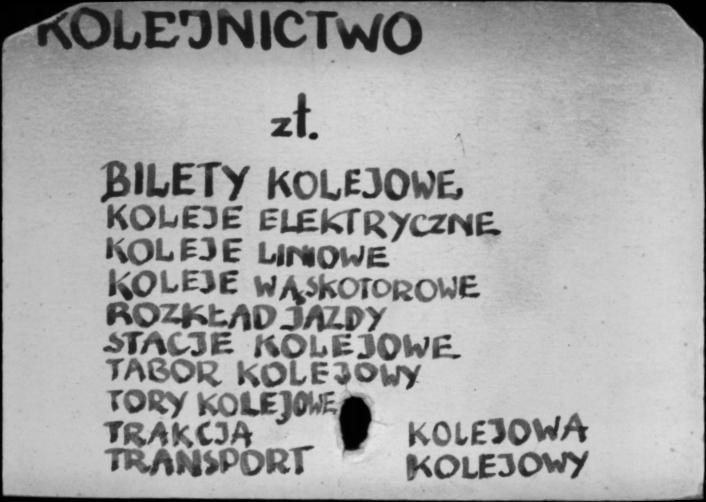 KOLEJNICTWO
zł.
BILETY KOLEJOWE
KOLEJE ELEKTRYCZNE
KOLEJE LINIOWE
KOLEJE WĄSKOTOROWE
ROZKŁAD JAZDY
STACJE KOLEJOWE
TABOR KOLEJOWY
TORY KOLEJOWE
TRAKCJA KOLEJOWA
TRANSPORT KOLEJOWY